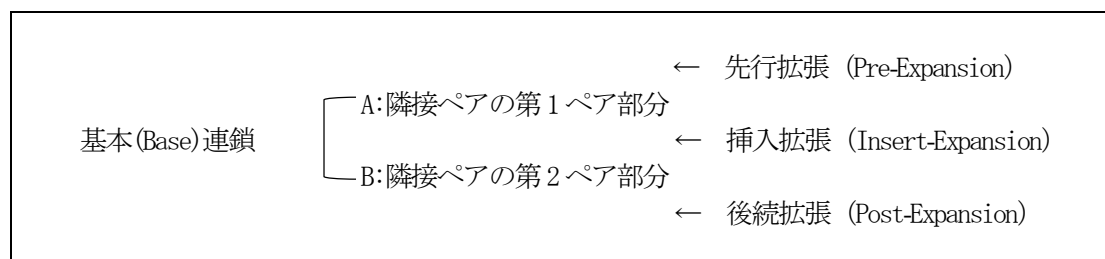 ← 先行拡張 (Pre-Expansion)
A:隣接ペアの第1ペア部分
基本(Base)連鎖
← 挿入拡張 (Insert-Expansion)
B:隣接ペアの第2ペア部分
← 後続拡張 (Post-Expansion)